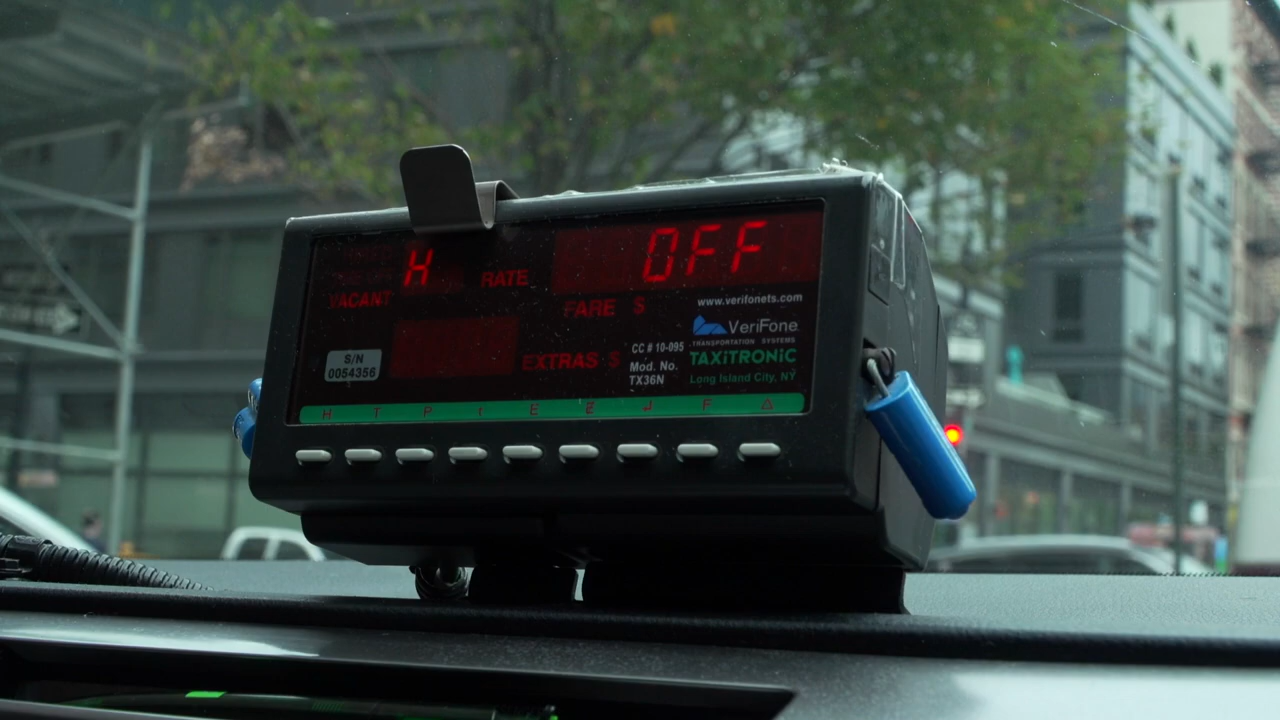 H
OFF
VACANT
RATE
FARE $
www.verifonets.com
VeriFone
TRANSPORTATION SYSTEMS
EXTRAS $
CC # 10-095
TAXITRONIC
S/N
0054356
Mod. No.
TX36N
Long Island City, NY
H T P I E E J F